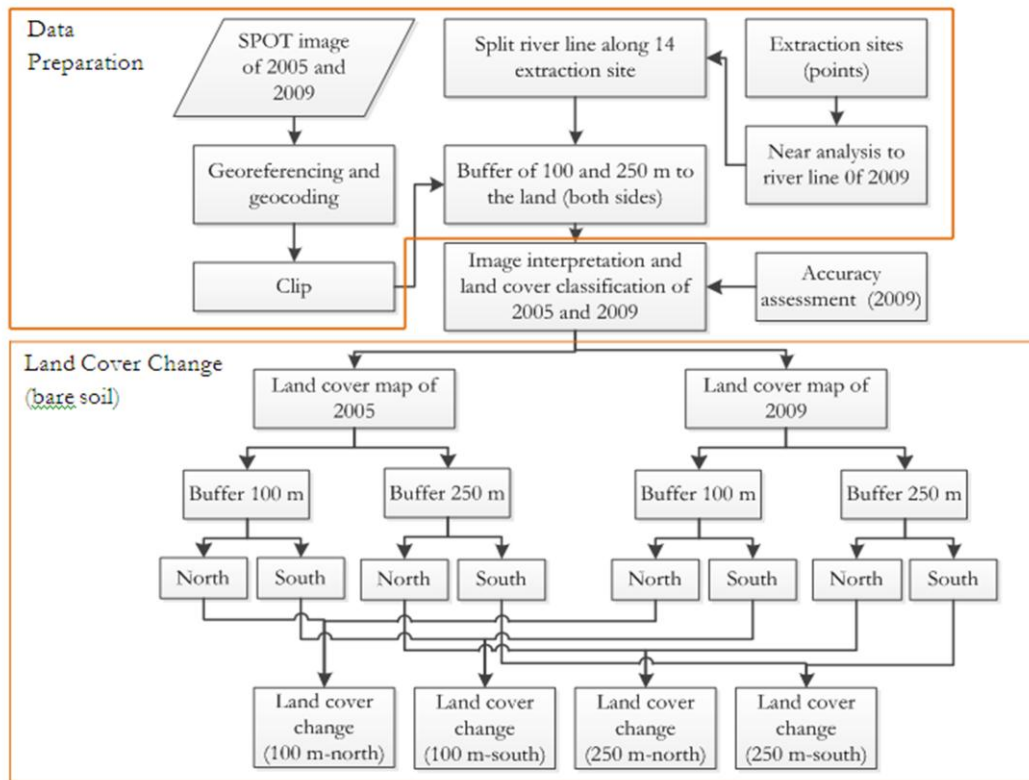 Data
Preparation
SPOT image
of 2005 and
2009
Split river line along 14
extraction site
Extraction sites
(points)
Georeferencing and
geocoding
Buffer of 100 and 250 m to
the land (both sides)
Near analysis to
river line 0f 2009
Clip
Image interpretation and
land cover classification of
2005 and 2009
Accuracy
assessment (2009)
Land Cover Change
(bare soil)
Land cover map of
2005
Land cover map of
2009
Buffer 100 m
Buffer 250 m
Buffer 100 m
Buffer 250 m
North
South
North
South
North
South
North
South
Land cover
change
(100 m-north)
Land cover
change
(100 m-south)
Land cover
change
(250 m-north)
Land cover
change
(250 m-south)